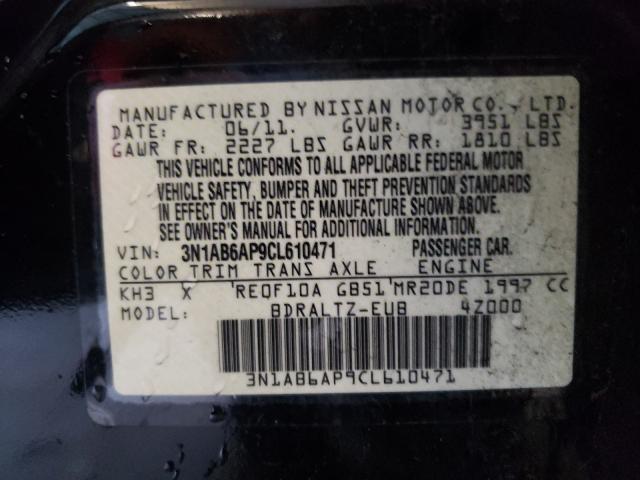 MANUFACTURED BY NISSAN MOTOR CO., LTD.
DATE: 06/11. GVWR: 3951 LBS
GAWR FR: 2227 LBS GAWR RR: 1810 LBS
THIS VEHICLE CONFORMS TO ALL APPLICABLE FEDERAL MOTOR
VEHICLE SAFETY, BUMPER AND THEFT PREVENTION STANDARDS
IN EFFECT ON THE DATE OF MANUFACTURE SHOWN ABOVE.
SEE OWNER'S MANUAL FOR ADDITIONAL INFORMATION.
VIN: 3N1AB6AP9CL610471 PASSENGER CAR.
COLOR TRIM TRANS AXLE ENGINE
KH3 X 'REOF10A GB51'MR20DE 1997 CC
MODEL: BDRALTZ-EUB 4Z000
3N1AB6AP9CL610471